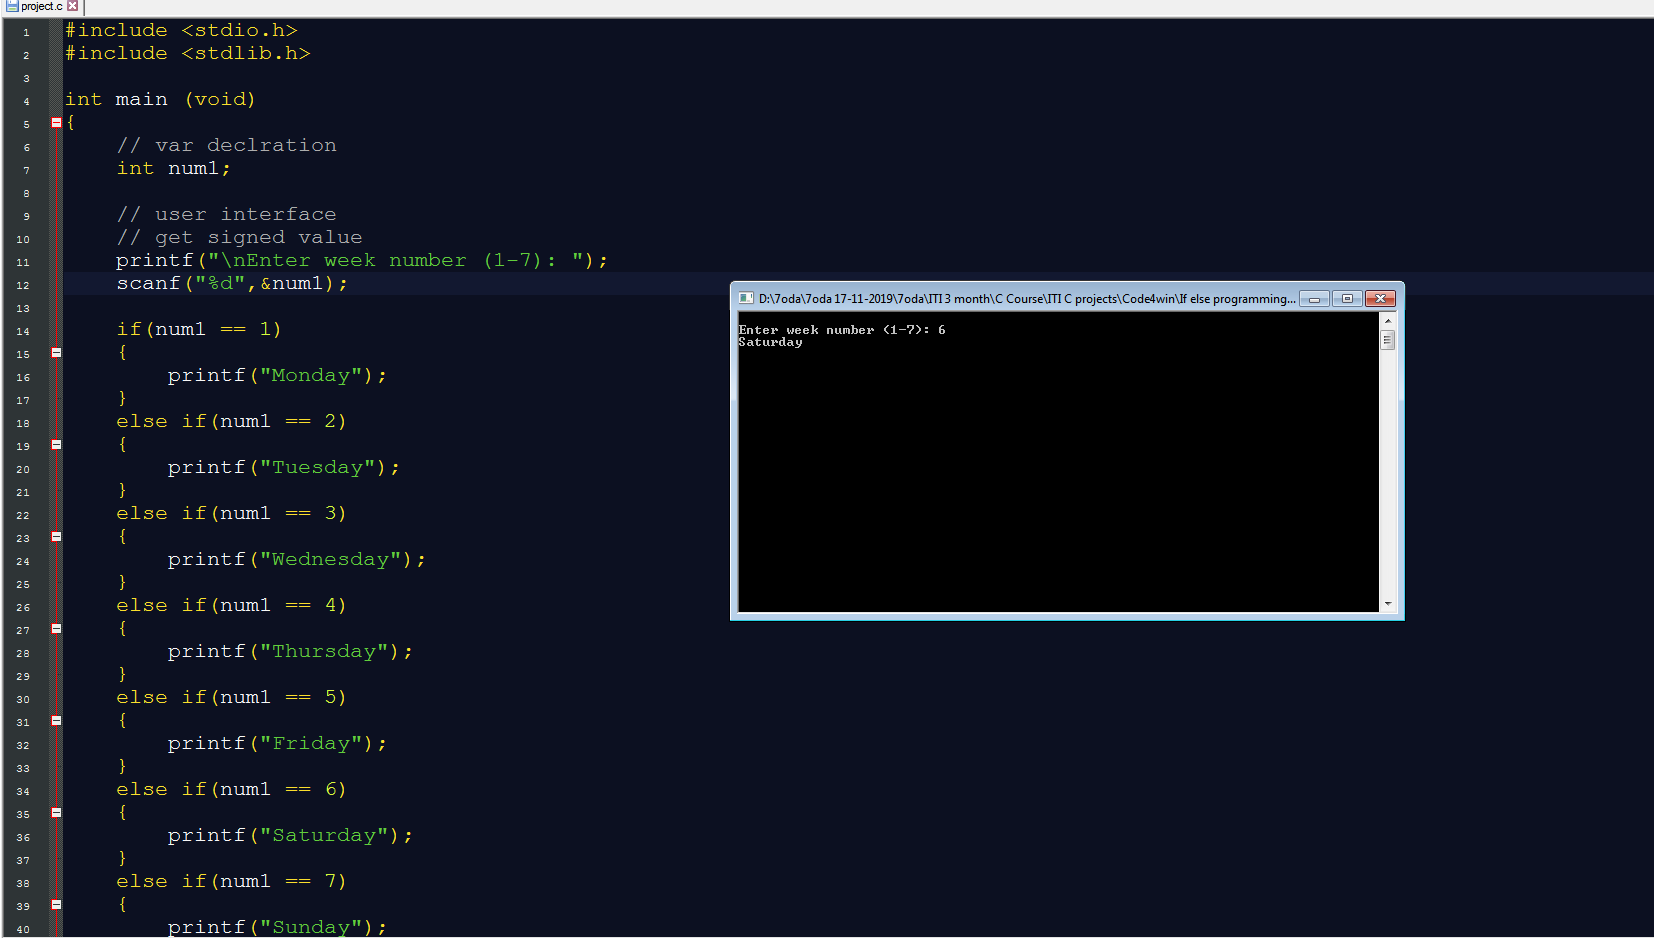 project.c
1 #include <stdio.h>
2 #include <stdlib.h>
3
4 int main (void)
5 {
6 // var declration
7 int num1;
8
9 // user interface
10 // get signed value
11 printf("\nEnter week number (1-7): ");
12 scanf("%d",&num1);
13
14 if(num1 == 1)
15 {
16 printf("Monday");
17 }
18 else if(num1 == 2)
19 {
20 printf("Tuesday");
21 }
22 else if(num1 == 3)
23 {
24 printf("Wednesday");
25 }
26 else if(num1 == 4)
27 {
28 printf("Thursday");
29 }
30 else if(num1 == 5)
31 {
32 printf("Friday");
33 }
34 else if(num1 == 6)
35 {
36 printf("Saturday");
37 }
38 else if(num1 == 7)
39 {
40 printf("Sunday");
D:\7oda\7oda 17-11-2019\7oda\ITI 3 month\C Course\ITI C projects\Code4win\If else programming...
Enter week number (1-7): 6
Saturday